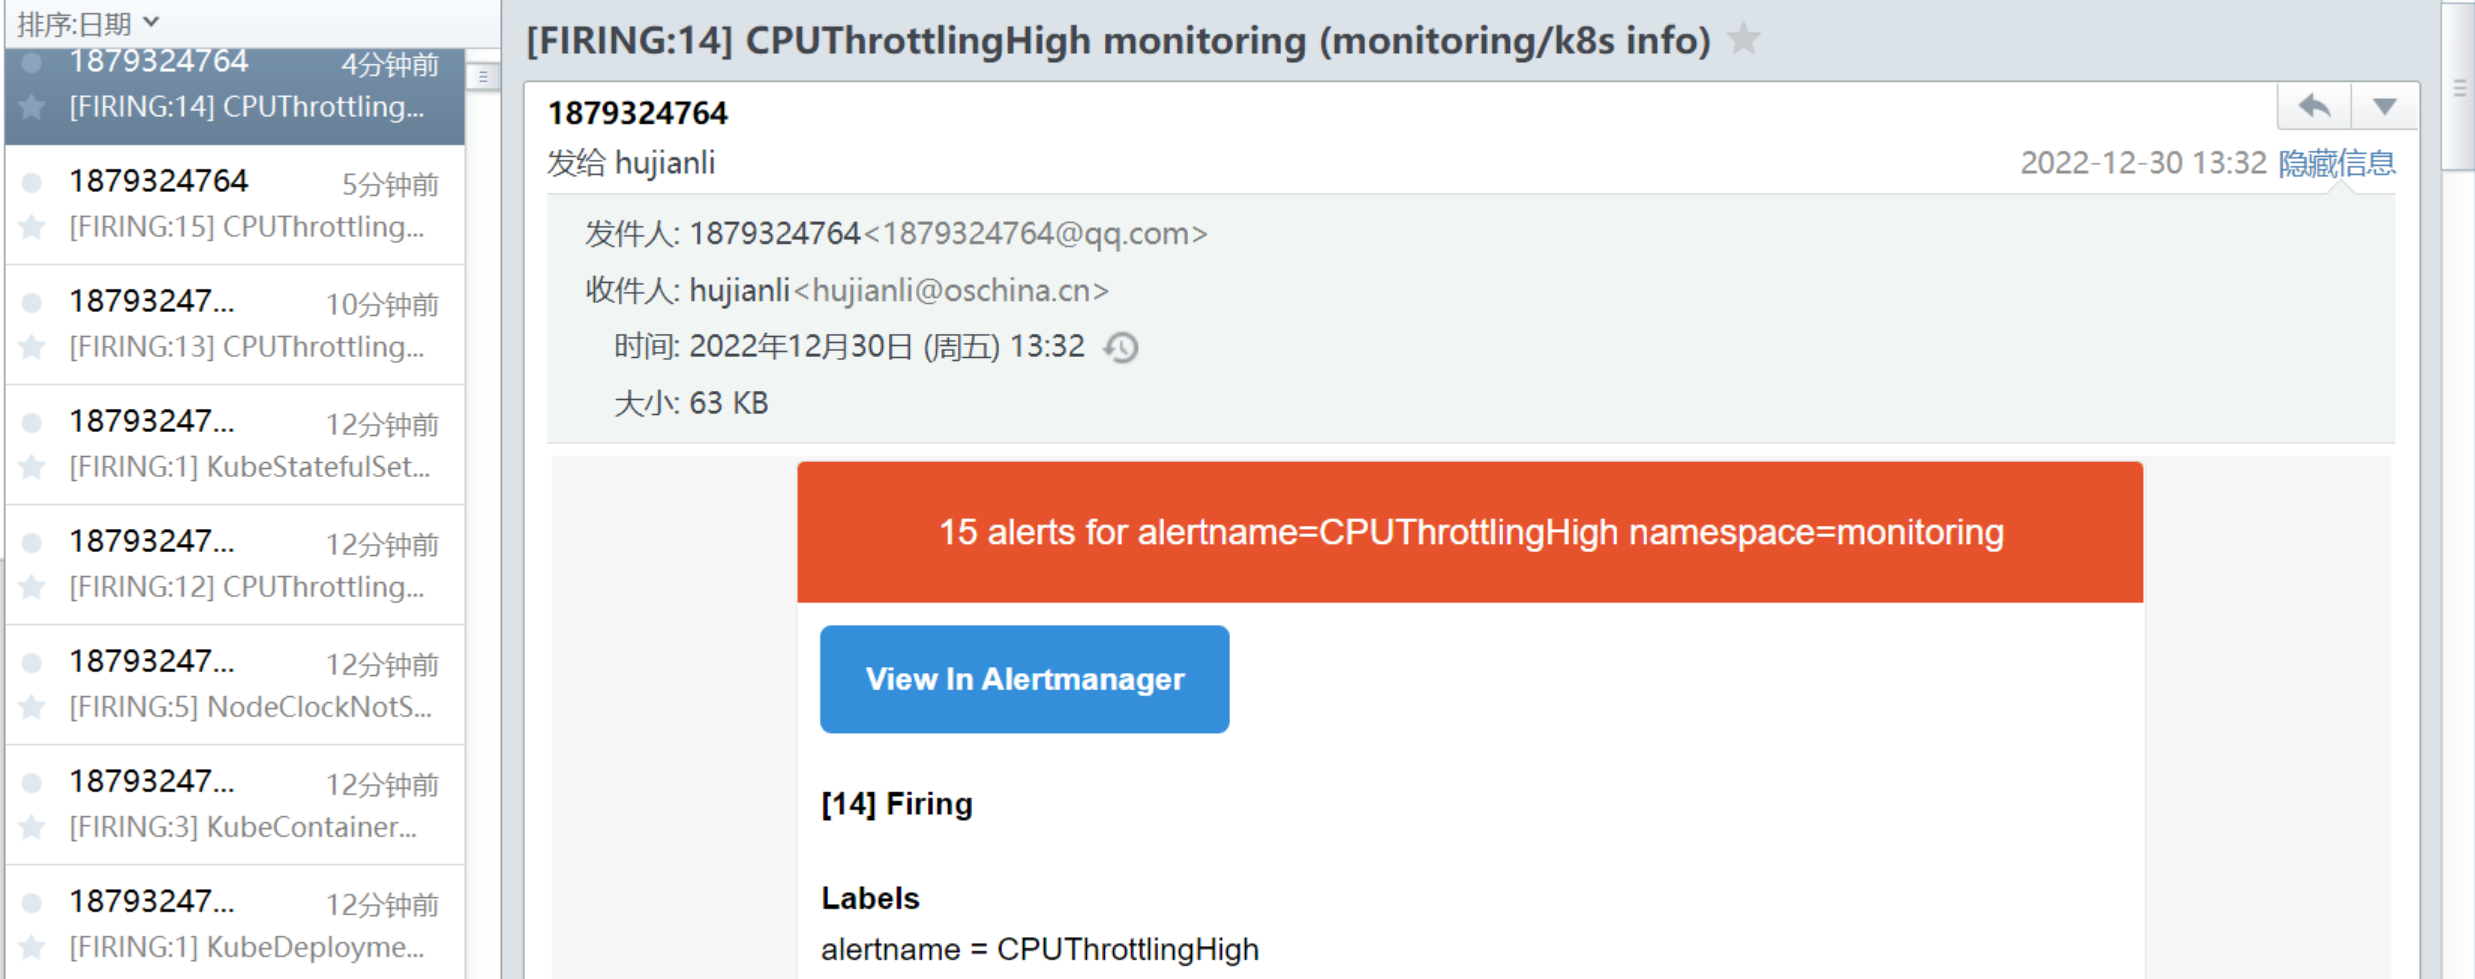 排序:日期
1879324764 4分钟前
[FIRING:14] CPUThrottling...
1879324764 5分钟前
[FIRING:15] CPUThrottling...
18793247... 10分钟前
[FIRING:13] CPUThrottling...
18793247... 12分钟前
[FIRING:1] KubeStatefulSet...
18793247... 12分钟前
[FIRING:12] CPUThrottling...
18793247... 12分钟前
[FIRING:5] NodeClockNotS...
18793247... 12分钟前
[FIRING:3] KubeContainer...
18793247... 12分钟前
[FIRING:1] KubeDeployme...
[FIRING:14] CPUThrottlingHigh monitoring (monitoring/k8s info)
1879324764
发给 hujianli 2022-12-30 13:32 隐藏信息
发件人: 1879324764<1879324764@qq.com>
收件人: hujianli<hujianli@oschina.cn>
时间: 2022年12月30日 (周五) 13:32
大小: 63 KB
15 alerts for alertname=CPUThrottlingHigh namespace=monitoring
View In Alertmanager
[14] Firing
Labels
alertname = CPUThrottlingHigh